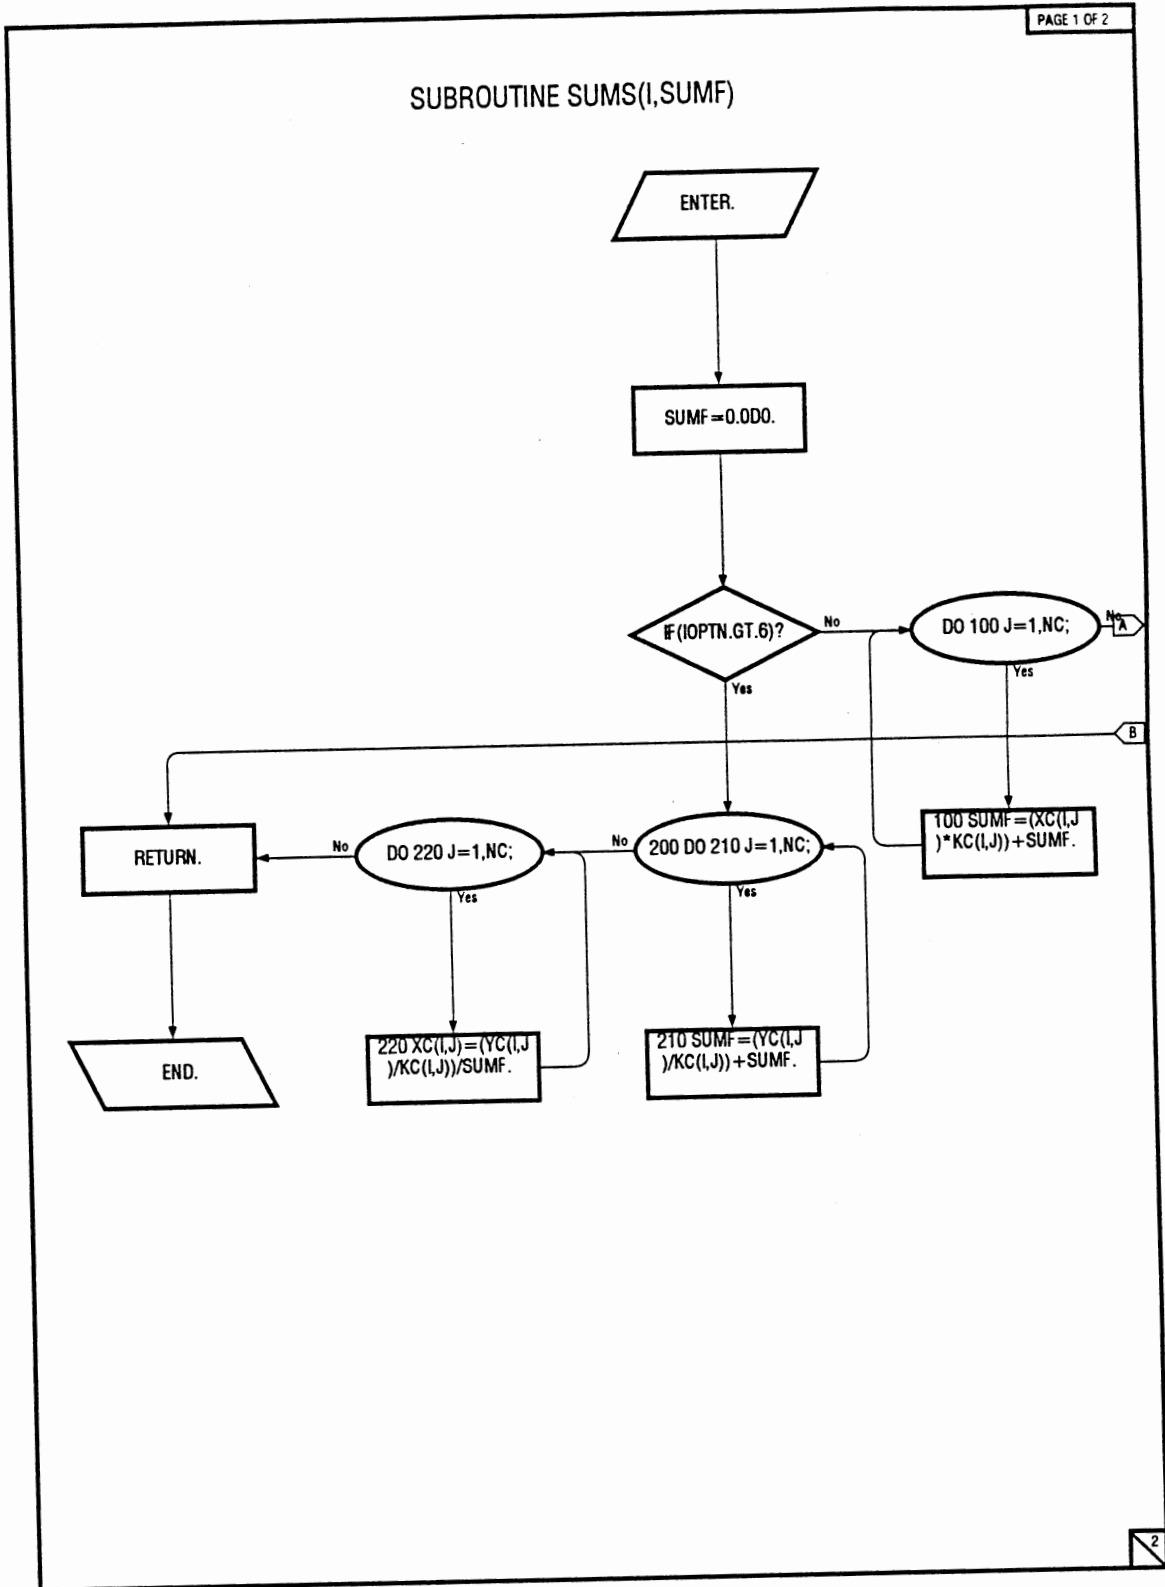 PAGE 1 OF 2
SUBROUTINE SUMS(I,SUMF)
ENTER.
SUMF=0.0D0.
IF(IOPTN.GT.6)?
No
DO 100 J=1,NC;
No
A
Yes
Yes
B
100 SUMF=(XC(I,J
)*KC(I,J))+SUMF.
RETURN.
No
DO 220 J=1,NC;
No
200 DO 210 J=1,NC;
Yes
Yes
END.
220 XC(I,J)=(YC(I,J
)/KC(I,J))/SUMF.
210 SUMF=(YC(I,J
)/KC(I,J))+SUMF.
2